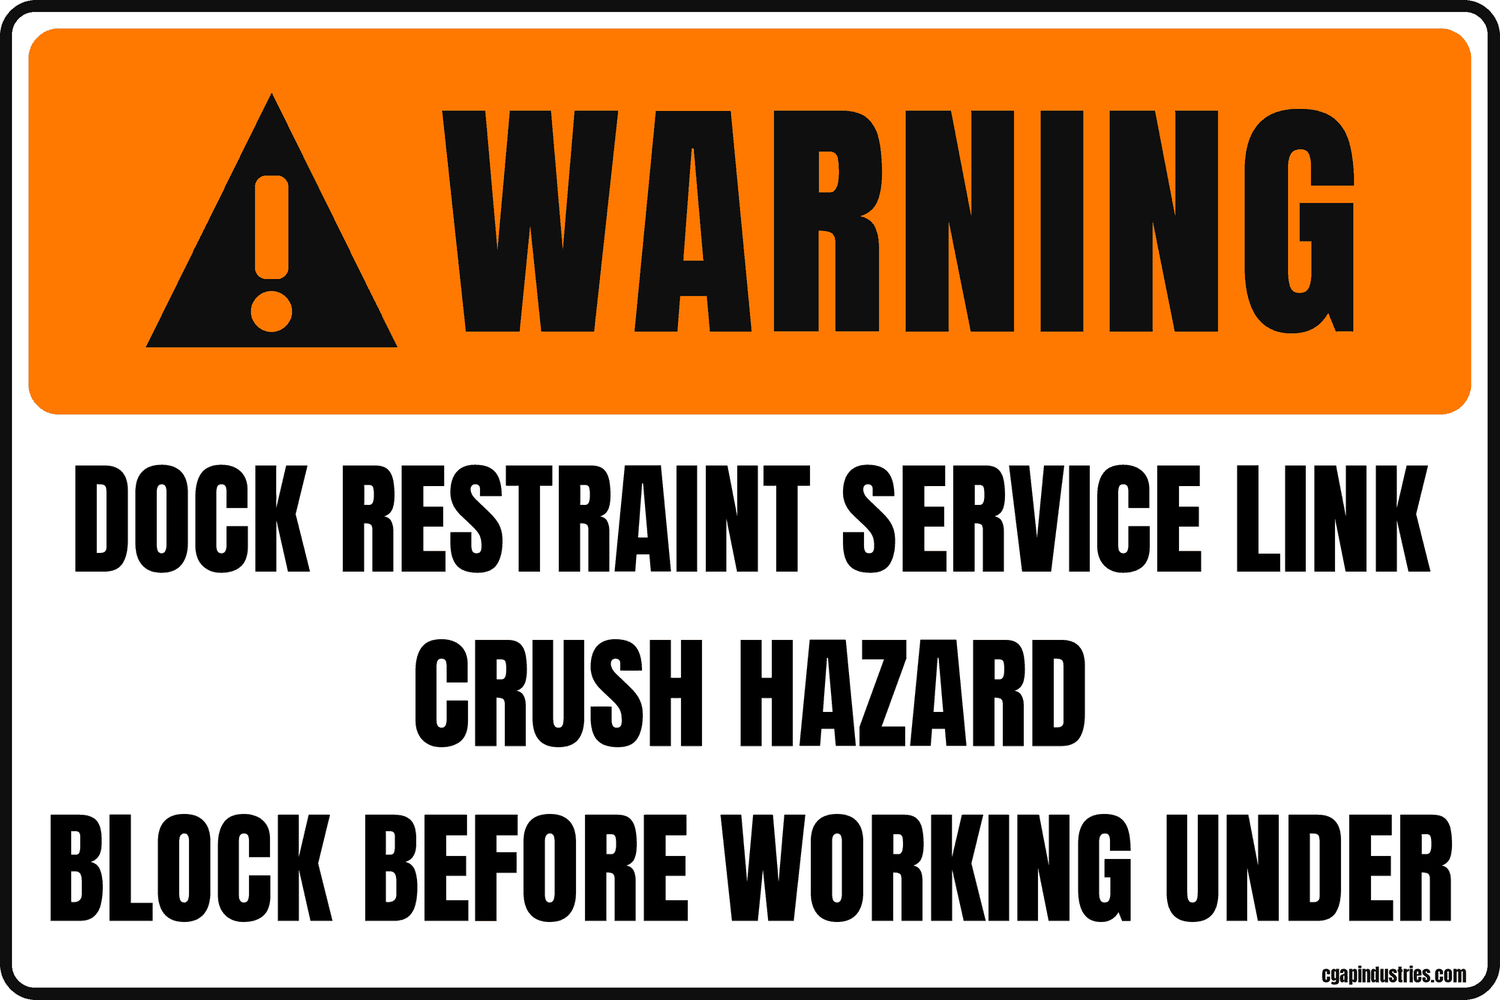 WARNING
DOCK RESTRAINT SERVICE LINK
CRUSH HAZARD
BLOCK BEFORE WORKING UNDER
cgapindustries.com